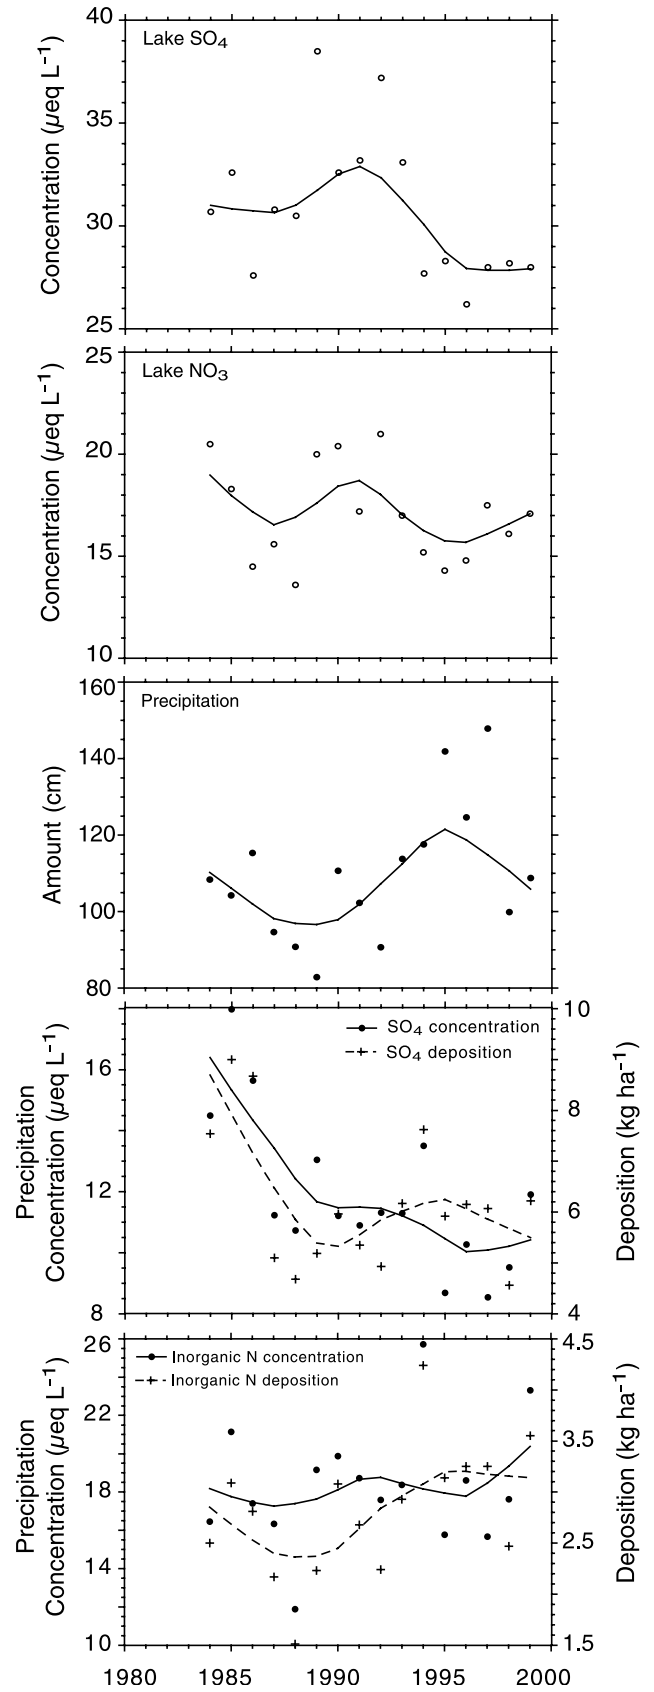 40
35
30
25
Concentration (μeq L⁻¹)
Lake SO₄
25
20
15
10
Concentration (μeq L⁻¹)
Lake NO₃
160
140
120
100
80
Amount (cm)
Precipitation
16
12
8
Precipitation
Concentration (μeq L⁻¹)
SO₄ concentration
SO₄ deposition
10
8
6
4
Deposition (kg ha⁻¹)
26
22
18
14
10
Precipitation
Concentration (μeq L⁻¹)
Inorganic N concentration
Inorganic N deposition
4.5
3.5
2.5
1.5
Deposition (kg ha⁻¹)
1980 1985 1990 1995 2000